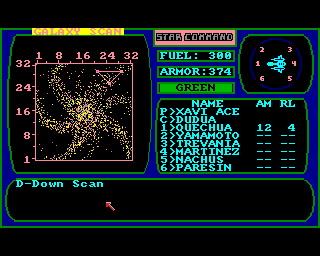 GALAXY SCAN
STAR COMMAND
1 8 16 24 32
32
24
16
8
1
FUEL: 300
ARMOR:374
GREEN
2 3
1 4
6 5
NAME AM RL
P>XAVI ACE
C>DUDUA
1>QUECHUA 12 4
2>YAMAMOTO -- --
3>TREVANIA -- --
4>MARTINEZ -- --
5>NACHUS -- --
6>PARESIN -- --
D-Down Scan